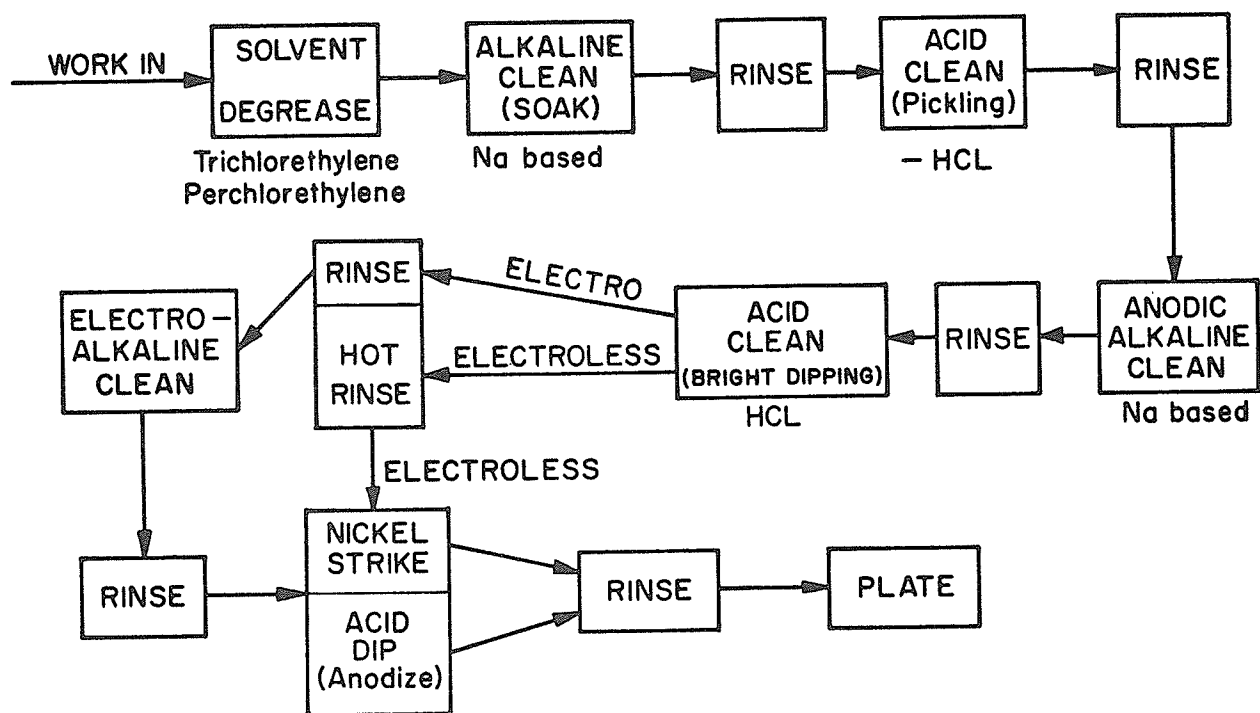 WORK IN
SOLVENT
DEGREASE
Trichlorethylene
Perchlorethylene
ALKALINE
CLEAN
(SOAK)
Na based
RINSE
ACID
CLEAN
(Pickling)
– HCL
RINSE
ANODIC
ALKALINE
CLEAN
Na based
RINSE
ACID
CLEAN
(BRIGHT DIPPING)
HCL
ELECTRO
ELECTROLESS
RINSE
HOT
RINSE
ELECTRO –
ALKALINE
CLEAN
ELECTROLESS
RINSE
NICKEL
STRIKE
ACID
DIP
(Anodize)
RINSE
PLATE